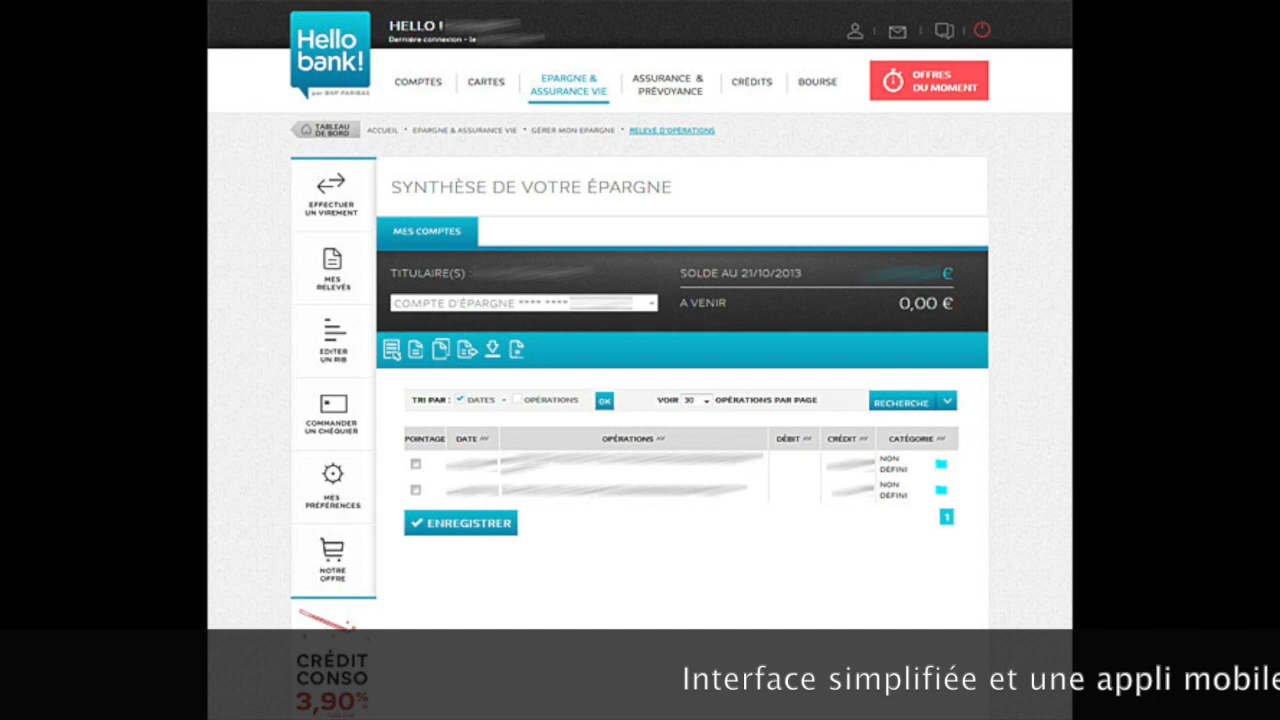 HELLO !
Dernière connexion - le
Hello
bank!
par BNP PARIBAS
COMPTES
CARTES
EPARGNE &
ASSURANCE VIE
ASSURANCE &
PRÉVOYANCE
CRÉDITS
BOURSE
OFFRES
DU MOMENT
TABLEAU
DE BORD
ACCUEIL • EPARGNE & ASSURANCE VIE • GÉRER MON EPARGNE • RELEVÉ D'OPÉRATIONS
EFFECTUER
UN VIREMENT
MES
RELEVÉS
EDITER
UN RIB
COMMANDER
UN CHÉQUIER
MES
PRÉFÉRENCES
NOTRE
OFFRE
SYNTHÈSE DE VOTRE ÉPARGNE
MES COMPTES
TITULAIRE(S) :
SOLDE AU 21/10/2013 €
COMPTE D'ÉPARGNE **** ****
A VENIR 0,00 €
TRI PAR : DATES - OPÉRATIONS OK VOIR 30 OPÉRATIONS PAR PAGE RECHERCHE
POINTAGE DATE OPÉRATIONS DÉBIT CRÉDIT CATÉGORIE
NON
DÉFINI
NON
DÉFINI
1
ENREGISTRER
CRÉDIT
CONSO
3,90%
Interface simplifiée et une appli mobile